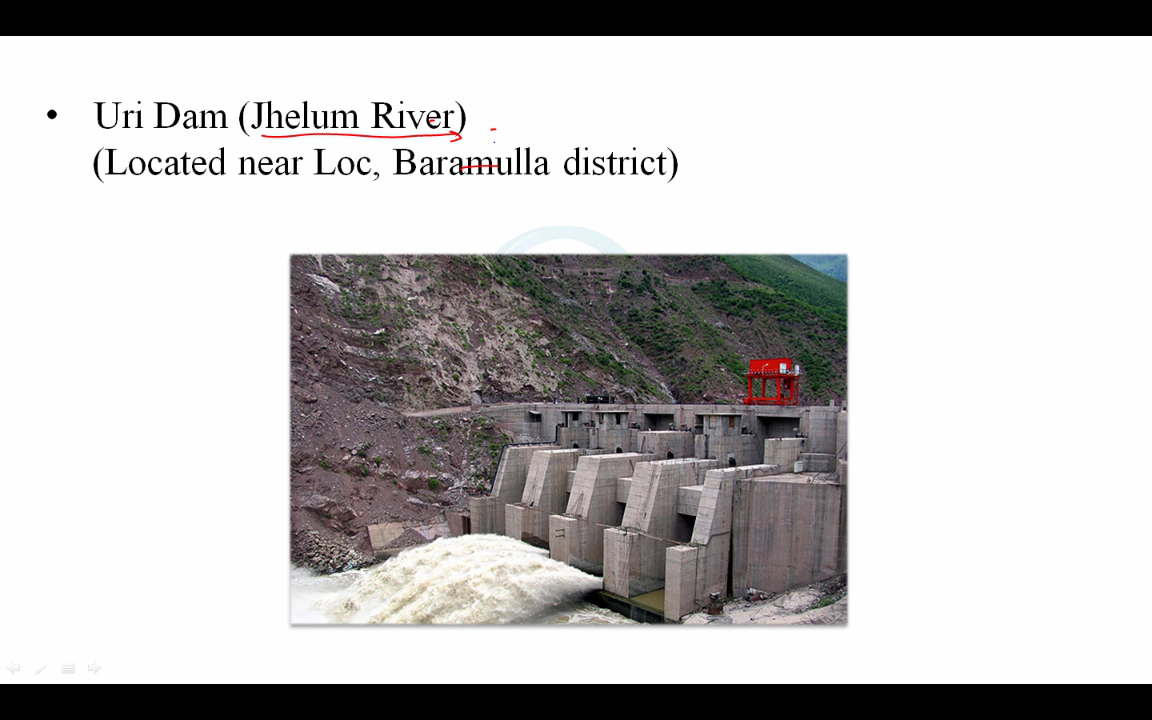 • Uri Dam (Jhelum River)
(Located near Loc, Baramulla district)